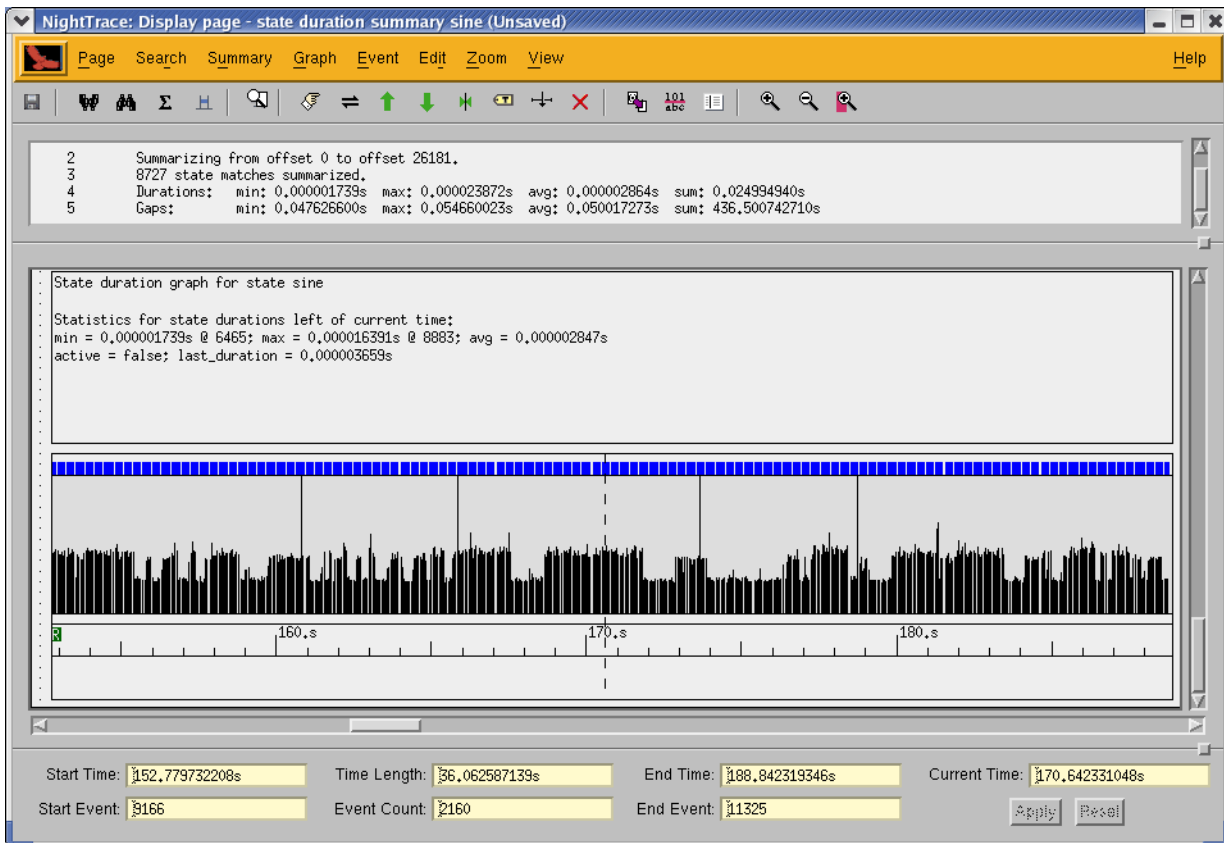 NightTrace: Display page - state duration summary sine (Unsaved)
Page Search Summary Graph Event Edit Zoom View Help
Σ H T 101 abc
2 Summarizing from offset 0 to offset 26181.
3 8727 state matches summarized.
4 Durations: min: 0.000001739s max: 0.000023872s avg: 0.000002864s sum: 0.024994940s
5 Gaps: min: 0.047626600s max: 0.054660023s avg: 0.050017273s sum: 436.500742710s
State duration graph for state sine
Statistics for state durations left of current time:
min = 0.000001739s @ 6465; max = 0.000016391s @ 8883; avg = 0.000002847s
active = false; last_duration = 0.000003659s
R 160.s 170.s 180.s
Start Time: 152.779732208s Time Length: 36.062587139s End Time: 188.842319346s Current Time: 170.642331048s
Start Event: 9166 Event Count: 2160 End Event: 11325 Apply Reset